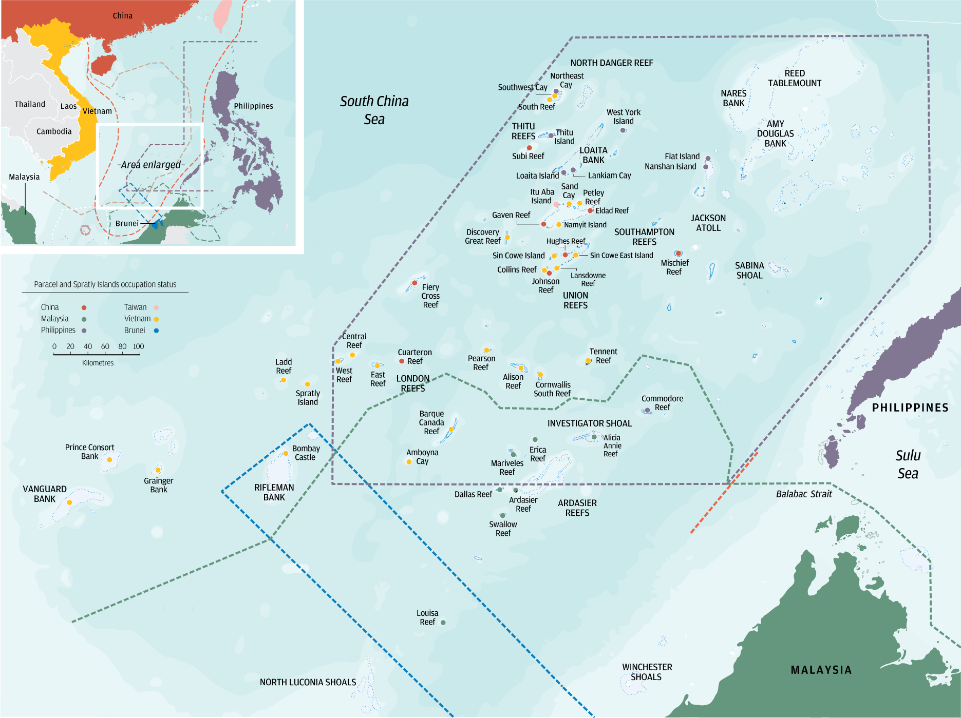 China
Thailand
Laos
Vietnam
Cambodia
Philippines
Malaysia
Area enlarged
Brunei
South China
Sea
Paracel and Spratly Islands occupation status
China
Taiwan
Malaysia
Vietnam
Philippines
Brunei
0 20 40 60 80 100
Kilometres
NORTH DANGER REEF
Northeast
Cay
Southwest Cay
South Reef
REED
TABLEMOUNT
NARES
BANK
AMY
DOUGLAS
BANK
West York
Island
THITU
REEFS
Thitu
Island
Subi Reef
LOAITA
BANK
Flat Island
Nanshan Island
Loaita Island
Lankiam Cay
Itu Aba
Island
Sand
Cay
Petley
Reef
Eldad Reef
Gaven Reef
Namyit Island
JACKSON
ATOLL
Discovery
Great Reef
SOUTHAMPTON
REEFS
Hughes Reef
Sin Cowe Island
Sin Cowe East Island
Mischief
Reef
SABINA
SHOAL
Collins Reef
Johnson
Reef
Lansdowne
Reef
UNION
REEFS
Fiery
Cross
Reef
Central
Reef
West
Reef
East
Reef
Cuarteron
Reef
LONDON
REEFS
Ladd
Reef
Spratly
Island
Pearson
Reef
Alison
Reef
Cornwallis
South Reef
Tennent
Reef
Commodore
Reef
PHILIPPINES
Barque
Canada
Reef
INVESTIGATOR SHOAL
Alicia
Annie
Reef
Erica
Reef
Amboyna
Cay
Mariveles
Reef
Sulu
Sea
Prince Consort
Bank
Bombay
Castle
Grainger
Bank
VANGUARD
BANK
RIFLEMAN
BANK
Dallas Reef
Ardasier
Reef
ARDASIER
REEFS
Balabac Strait
Swallow
Reef
Louisa
Reef
NORTH LUCONIA SHOALS
WINCHESTER
SHOALS
MALAYSIA